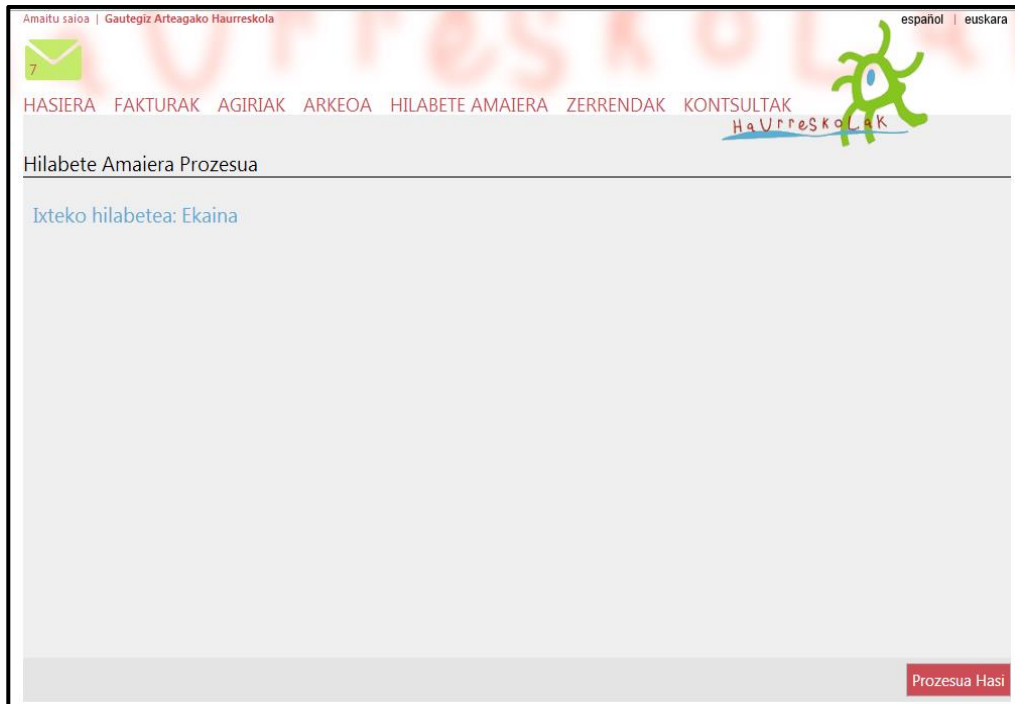 Amaitu saioa | Gautegiz Arteagako Haurreskola
español | euskara
7
HASIERA FAKTURAK AGIRIAK ARKEOA HILABETE AMAIERA ZERRENDAK KONTSULTAK
HaUrresKoLaK
Hilabete Amaiera Prozesua
Ixteko hilabetea: Ekaina
Prozesua Hasi